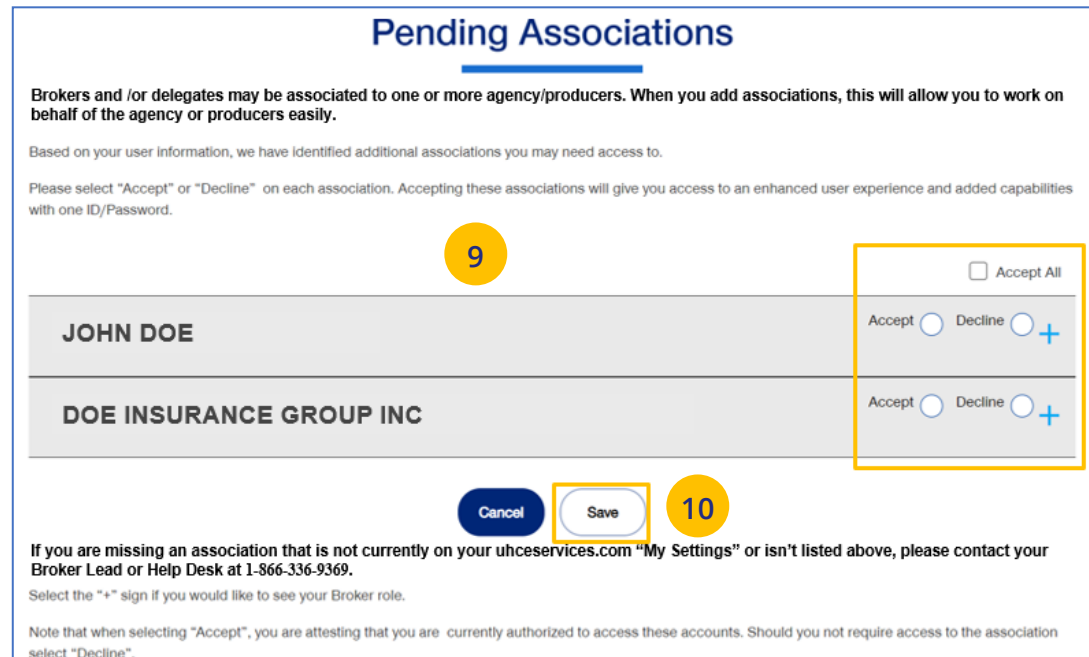 Pending Associations
Brokers and /or delegates may be associated to one or more agency/producers. When you add associations, this will allow you to work on
behalf of the agency or producers easily.
Based on your user information, we have identified additional associations you may need access to.
Please select "Accept" or "Decline" on each association. Accepting these associations will give you access to an enhanced user experience and added capabilities
with one ID/Password.
9
Accept All
JOHN DOE Accept Decline +
DOE INSURANCE GROUP INC Accept Decline +
Cancel Save 10
If you are missing an association that is not currently on your uhceservices.com "My Settings" or isn't listed above, please contact your
Broker Lead or Help Desk at 1-866-336-9369.
Select the "+" sign if you would like to see your Broker role.
Note that when selecting "Accept", you are attesting that you are currently authorized to access these accounts. Should you not require access to the association
select "Decline".